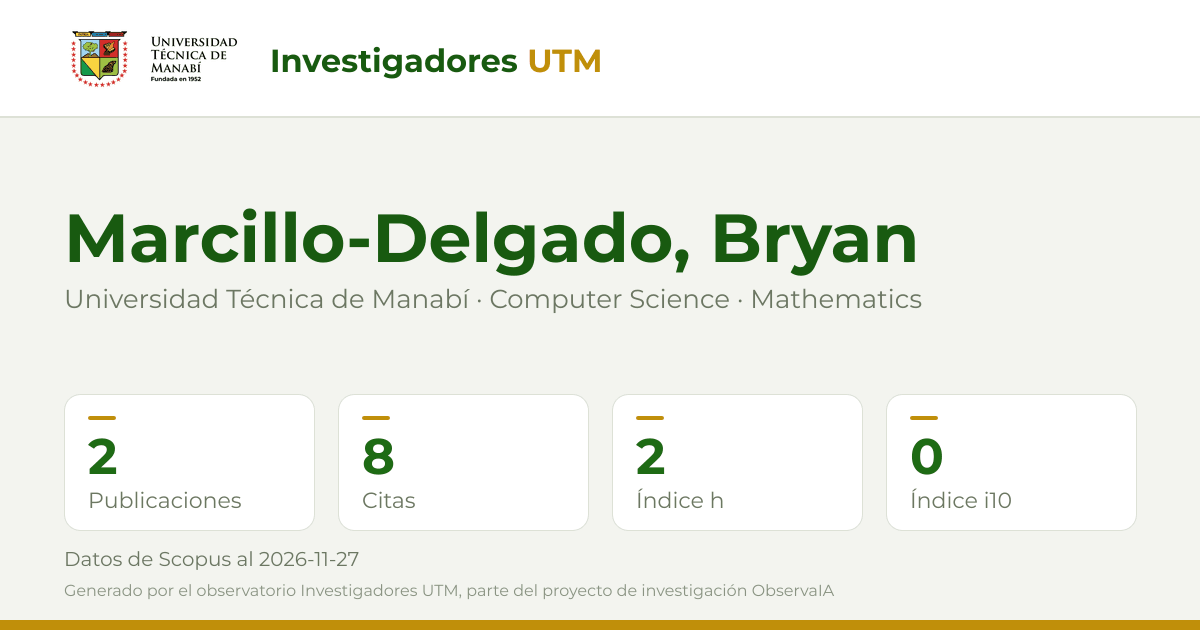 UNIVERSIDAD
TÉCNICA DE
MANABÍ
Fundada en 1952
Investigadores UTM
Marcillo-Delgado, Bryan
Universidad Técnica de Manabí · Computer Science · Mathematics
2
Publicaciones
8
Citas
2
Índice h
0
Índice i10
Datos de Scopus al 2026-11-27
Generado por el observatorio Investigadores UTM, parte del proyecto de investigación ObservaIA